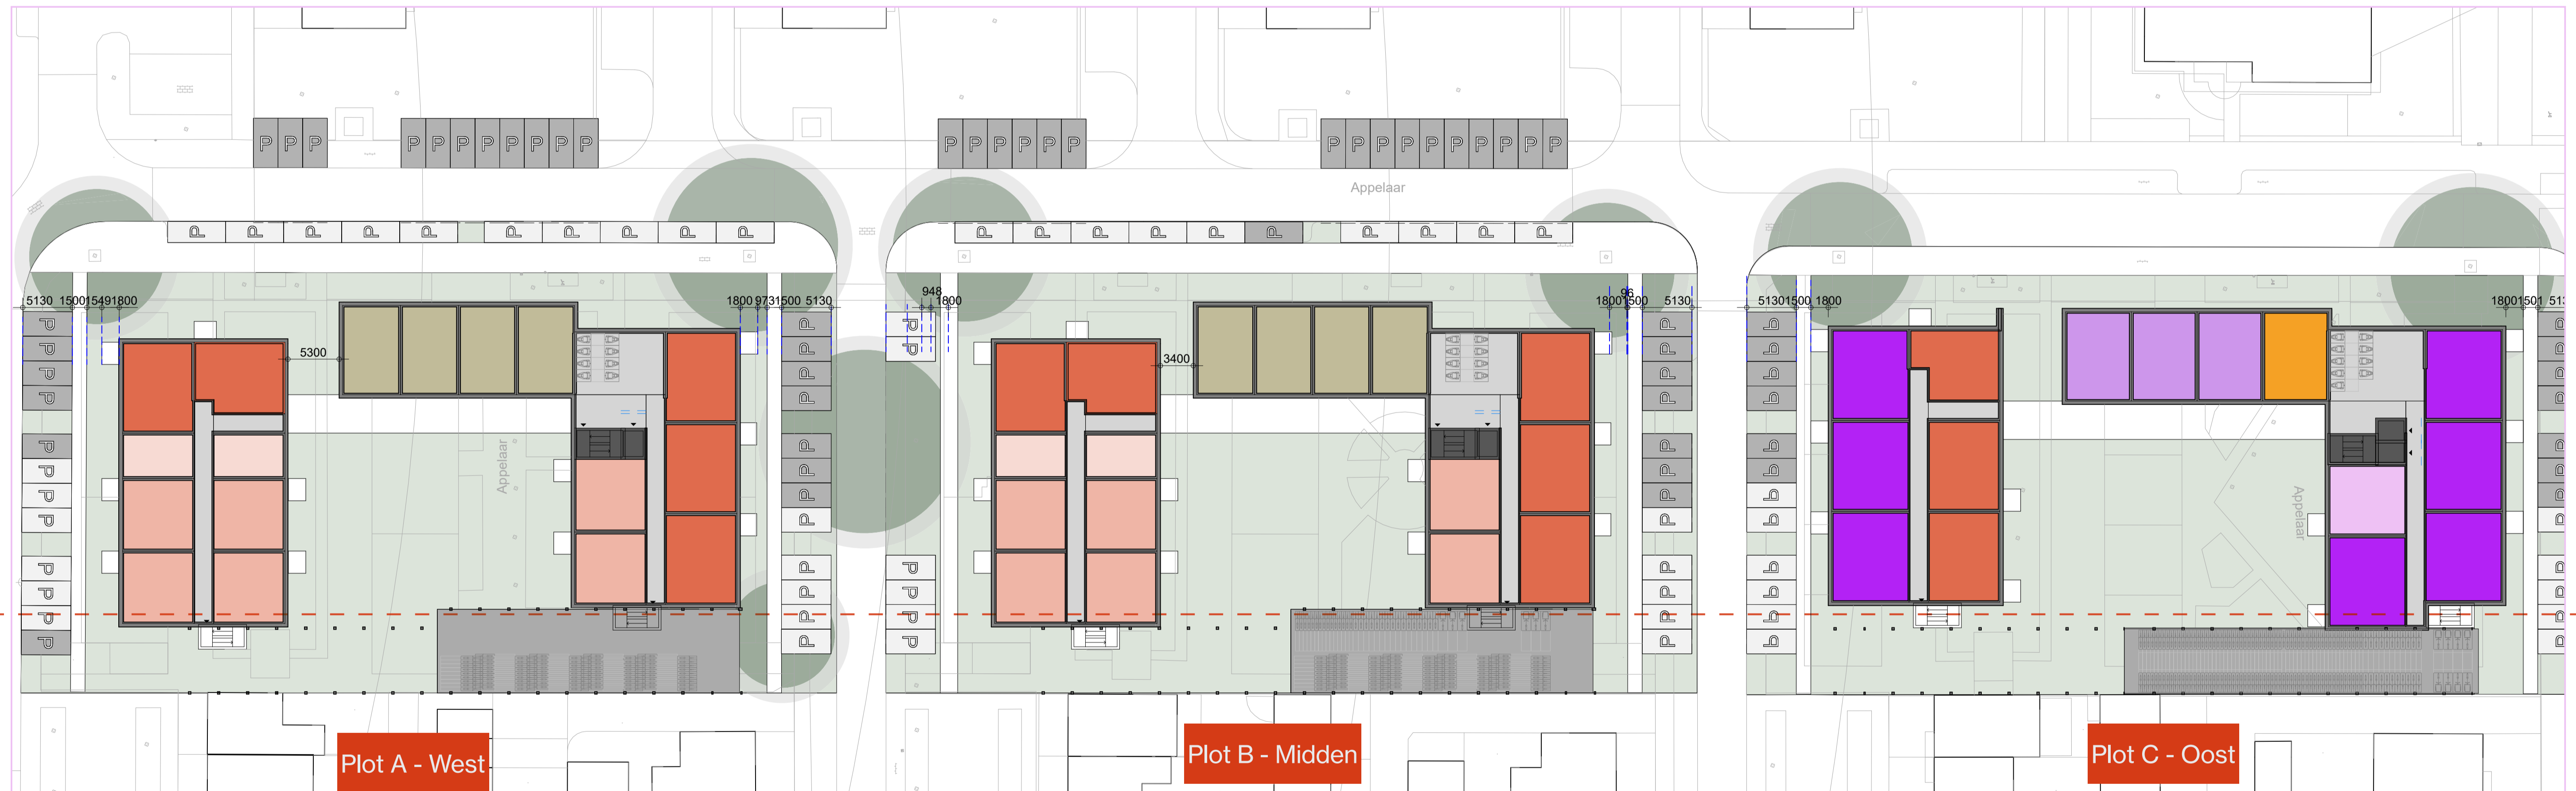 P P P
P P P P P P P P
P P P P P P
P P P P P P P P P P
Appelaar
P P P P P P P P P P
P P P P P P P P P P
5130 1500 1549 1800
1800 973 1500 5130
948
1800
96
1800 1500 5130
5130 1500 1800
1800 1501 513
5300
3400
P P P P
P P P P
P P P P
P P P P
P P P P
P P P P
P P
P P P P
P P P P
P P P P
P P P P
P P P P
P P P P
P P P P
Appelaar
Appelaar
Plot A - West
Plot B - Midden
Plot C - Oost